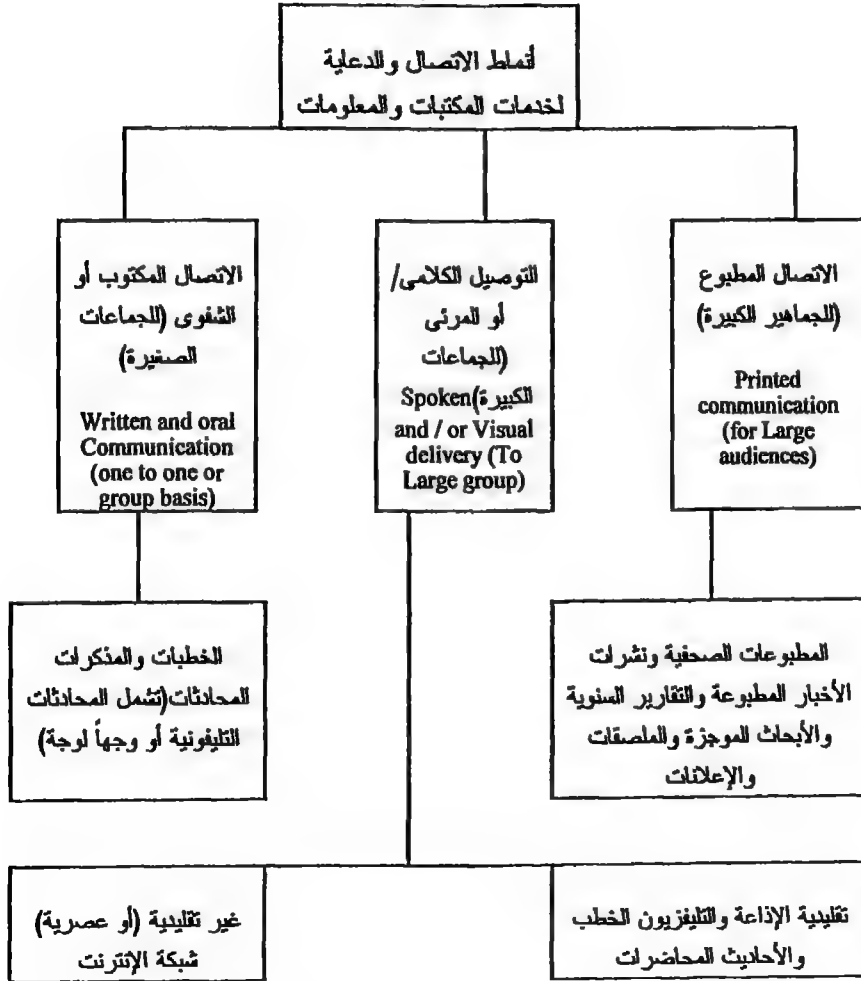 أنماط الاتصال والدعاية
لخدمات المكتبات والمعلومات
الاتصال المطبوع
(للجماهير الكبيرة)
Printed
communication
(for Large
audiences)
التوصيل الكلامى/
أو المرئى
(للجماعات
الكبيرة)Spoken
and / or Visual
delivery (To
Large group)
الاتصال المكتوب أو
الشفوى (للجماعات
الصغيرة)
Written and oral
Communication
(one to one or
group basis)
المطبوعات الصحفية ونشرات
الأخبار المطبوعة والتقارير السنوية
والأبحاث الموجزة والملصقات
والإعلانات
الخطبات والمذكرات
المحادثات(تشمل المحادثات
التليفونية أو وجهاً لوجة)
تقليدية الإذاعة والتليفزيون الخطب
والأحاديث المحاضرات
غير تقليدية (أو عصرية)
شبكة الإنترنت